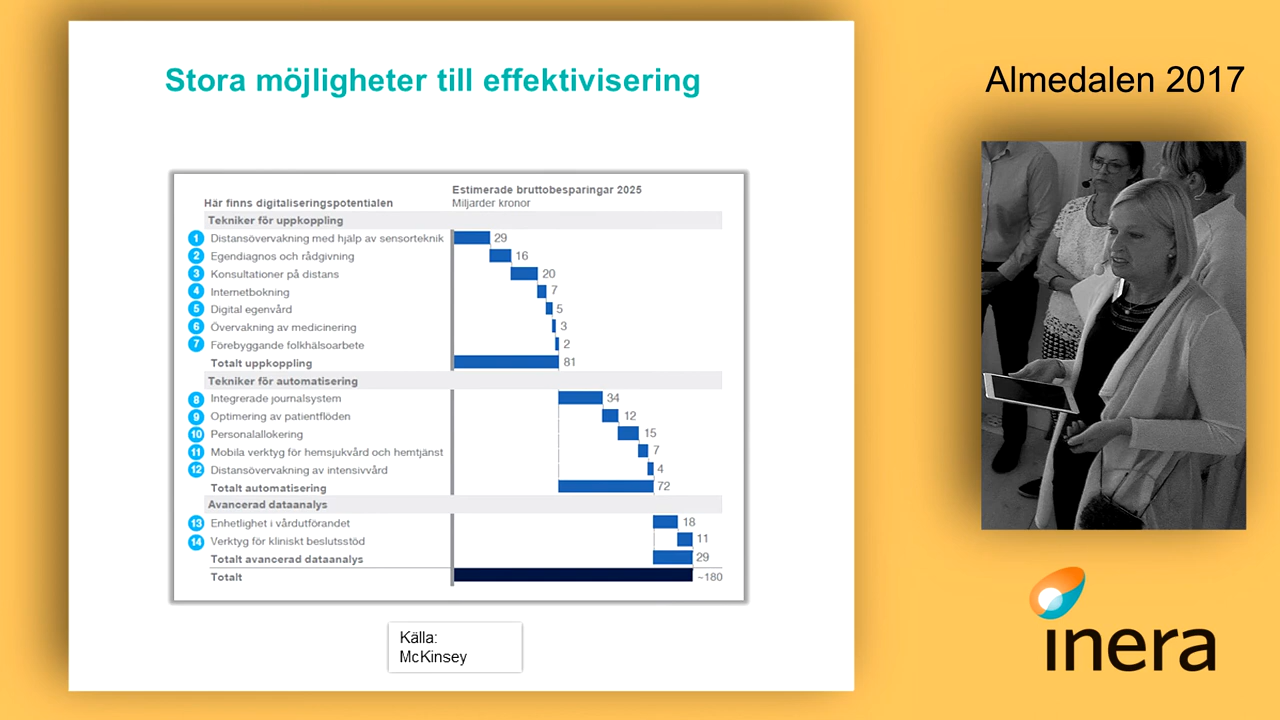 Stora möjligheter till effektivisering
Almedalen 2017
Estimerade bruttobesparingar 2025
Här finns digitaliseringspotentialen Miljarder kronor
Tekniker för uppkoppling
1 Distansövervakning med hjälp av sensorteknik 29
2 Egendiagnos och rådgivning 16
3 Konsultationer på distans 20
4 Internetbokning 7
5 Digital egenvård 5
6 Övervakning av medicinering 3
7 Förebyggande folkhälsoarbete 2
Totalt uppkoppling 81
Tekniker för automatisering
8 Integrerade journalsystem 34
9 Optimering av patientflöden 12
10 Personalallokering 15
11 Mobila verktyg för hemsjukvård och hemtjänst 7
12 Distansövervakning av intensivvård 4
Totalt automatisering 72
Avancerad dataanalys
13 Enhetlighet i vårdutförandet 18
14 Verktyg för kliniskt beslutsstöd 11
Totalt avancerad dataanalys 29
Totalt ~180
Källa:
McKinsey
inera